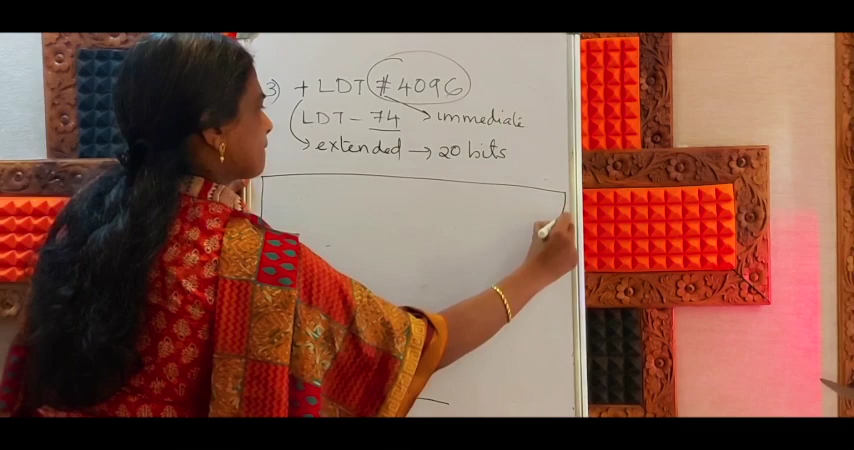 3) + LDT #4096
LDT - 74 → immediate
→ extended → 20 bits